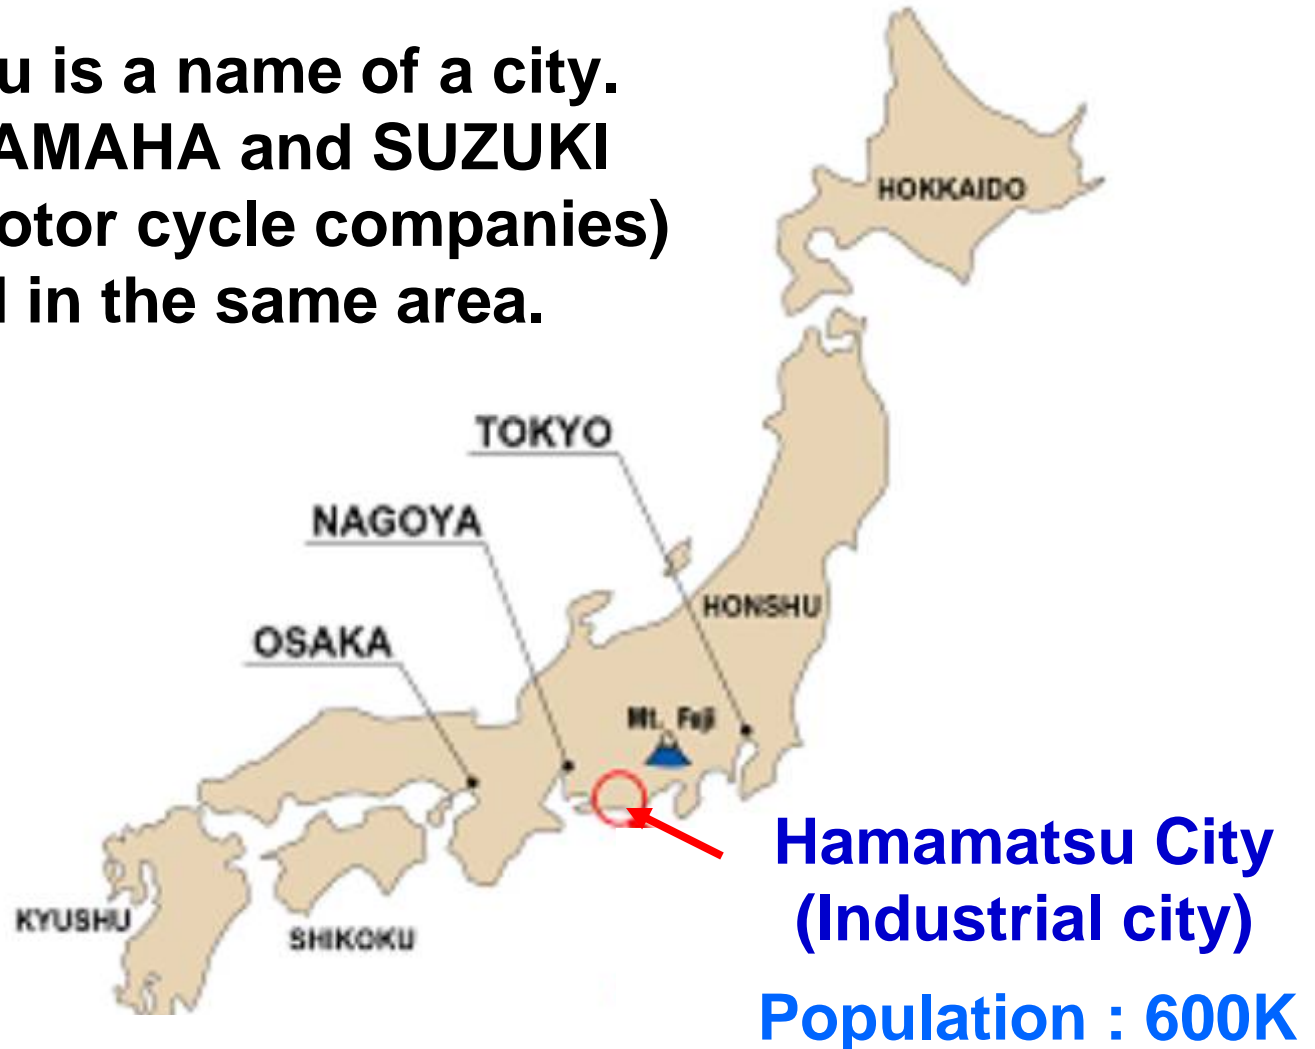 u is a name of a city.
AMAHA and SUZUKI
otor cycle companies)
l in the same area.
HOKKAIDO
TOKYO
NAGOYA
HONSHU
OSAKA
Mt. Fuji
Hamamatsu City
(Industrial city)
KYUSHU
SHIKOKU
Population : 600K